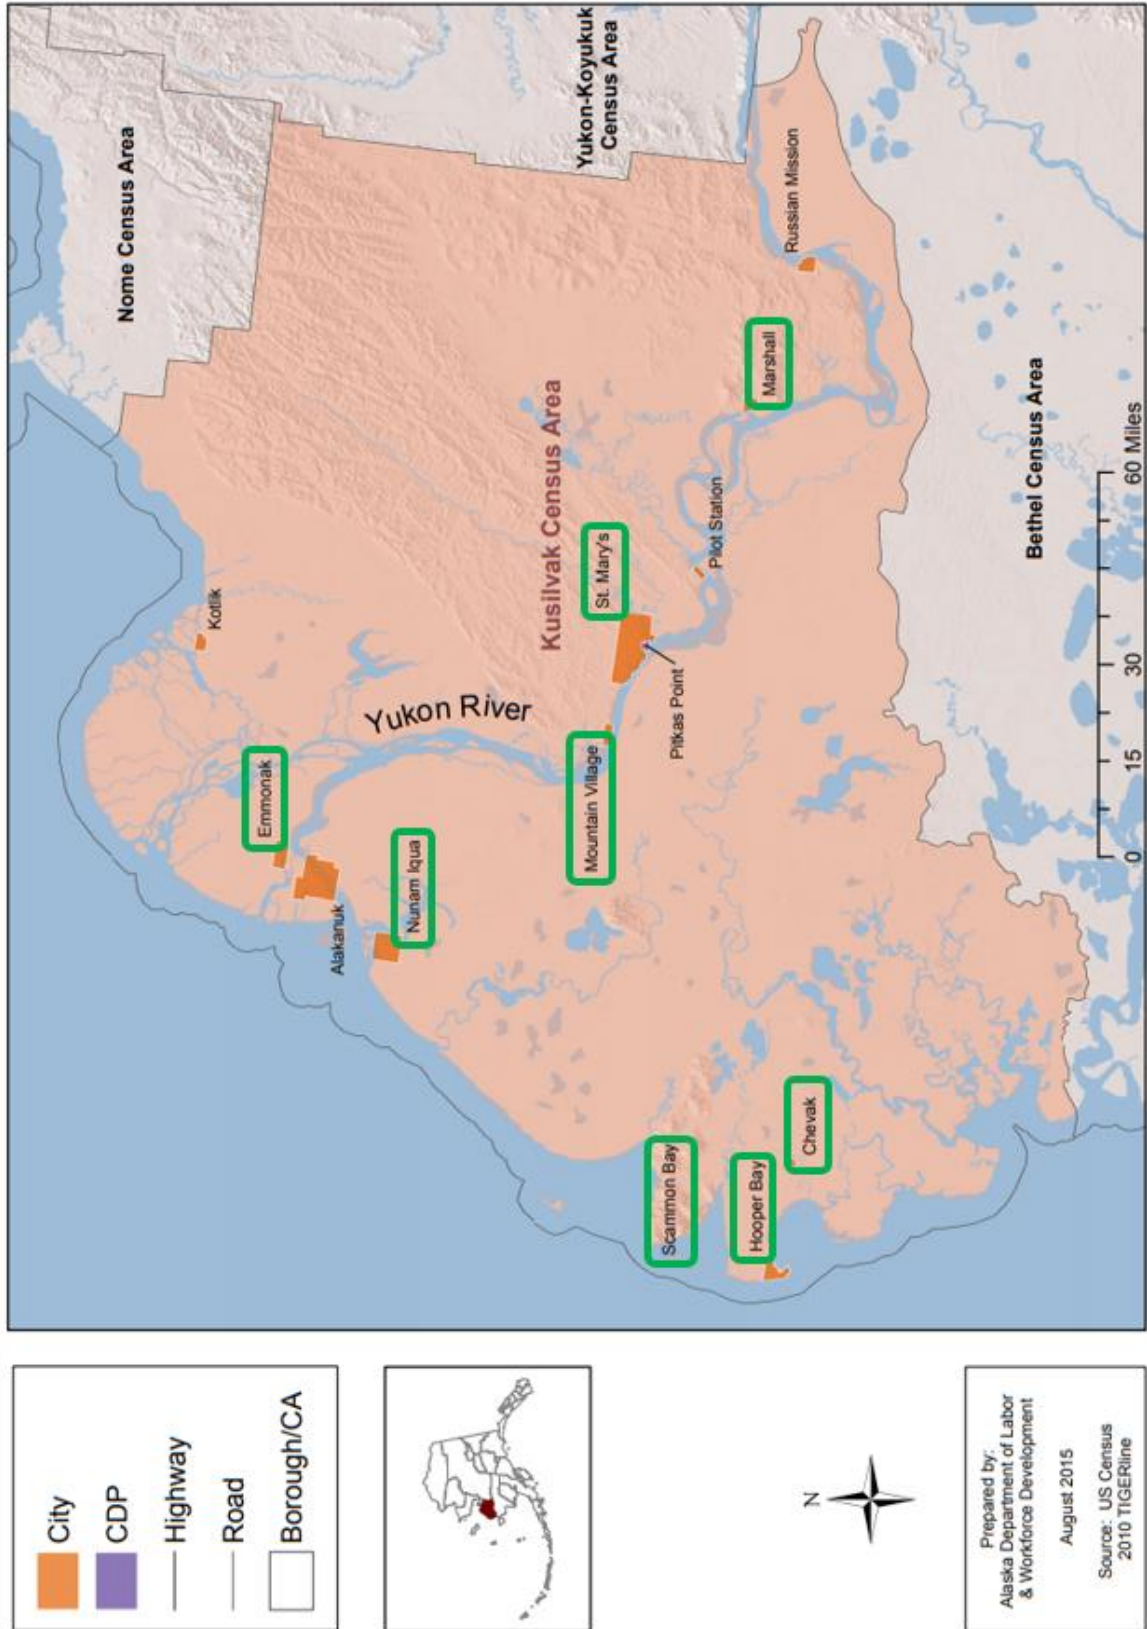 Nome Census Area
Yukon-Koyukuk
Census Area
Kotlik
Emmonak
Alakanuk
Nunam Iqua
Yukon River
Kusilvak Census Area
St. Mary's
Mountain Village
Pitkas Point
Pilot Station
Marshall
Russian Mission
Scammon Bay
Hooper Bay
Chevak
Bethel Census Area
0 15 30 60 Miles
City
CDP
Highway
Road
Borough/CA
N
Prepared by:
Alaska Department of Labor
& Workforce Development
August 2015
Source: US Census
2010 TIGERline